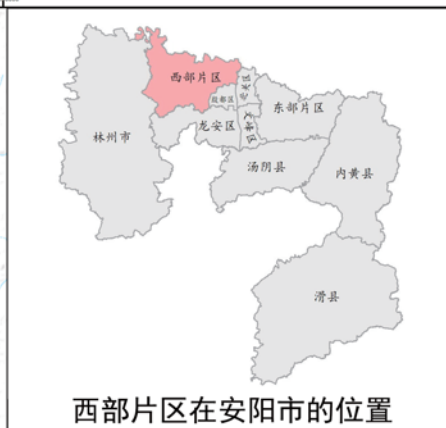 西部片区
北关区
殷都区
东部片区
林州市
龙安区
文峰区
汤阴县
内黄县
滑县
西部片区在安阳市的位置